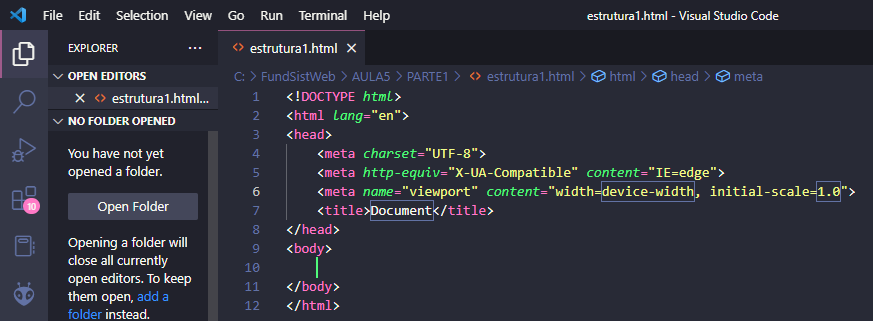 File Edit Selection View Go Run Terminal Help estrutura1.html - Visual Studio Code
EXPLORER ...
OPEN EDITORS
estrutura1.html...
NO FOLDER OPENED
You have not yet
opened a folder.
Open Folder
Opening a folder will
close all currently
open editors. To keep
them open, add a
folder instead.
10
estrutura1.html
C: > FundSistWeb > AULA5 > PARTE1 > estrutura1.html > html > head > meta
1 <!DOCTYPE html>
2 <html lang="en">
3 <head>
4 <meta charset="UTF-8">
5 <meta http-equiv="X-UA-Compatible" content="IE=edge">
6 <meta name="viewport" content="width=device-width, initial-scale=1.0">
7 <title>Document</title>
8 </head>
9 <body>
10
11 </body>
12 </html>